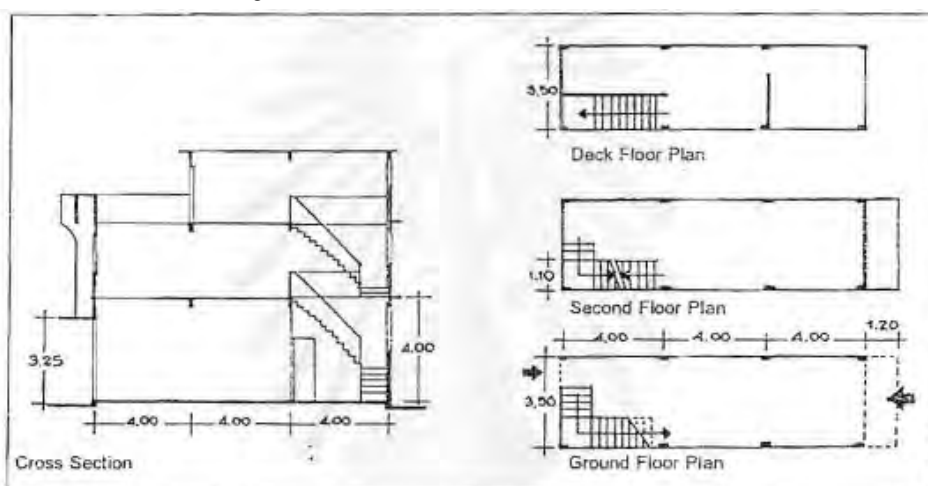 3,50
Deck Floor Plan
1.10
Second Floor Plan
4.00 4.00 4.00 1.20
3,50
Ground Floor Plan
3.25
4.00
4.00 4.00 4.00
Cross Section